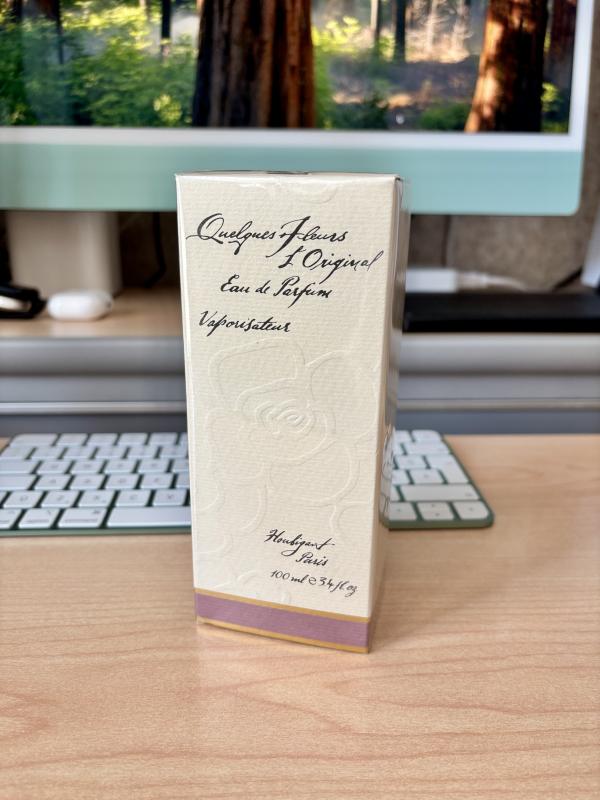 Quelques Fleurs
L'Original
Eau de Parfum
Vaporisateur
Houbigant
Paris
100 ml ℮ 3.4 fl. oz